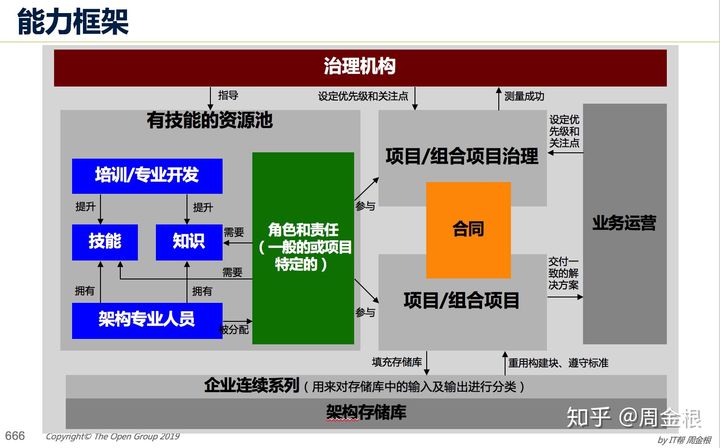 能力框架
治理机构
指导
设定优先级和关注点
测量成功
有技能的资源池
设定优
先级和
关注点
培训/专业开发
项目/组合项目治理
提升
提升
参与
技能
知识
需要
角色和责任
（一般的或项目
特定的）
合同
业务运营
需要
拥有
拥有
交付一
致的解
决方案
架构专业人员
被分配
参与
项目/组合项目
填充存储库
重用构建块、遵守标准
企业连续系列（用来对存储库中的输入及输出进行分类）
架构存储库
知乎 @周金根
666
Copyright© The Open Group 2019
by IT帮 周金根